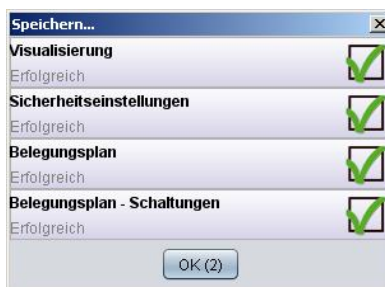 Speichern...
Visualisierung
Erfolgreich
Sicherheitseinstellungen
Erfolgreich
Belegungsplan
Erfolgreich
Belegungsplan - Schaltungen
Erfolgreich
OK (2)